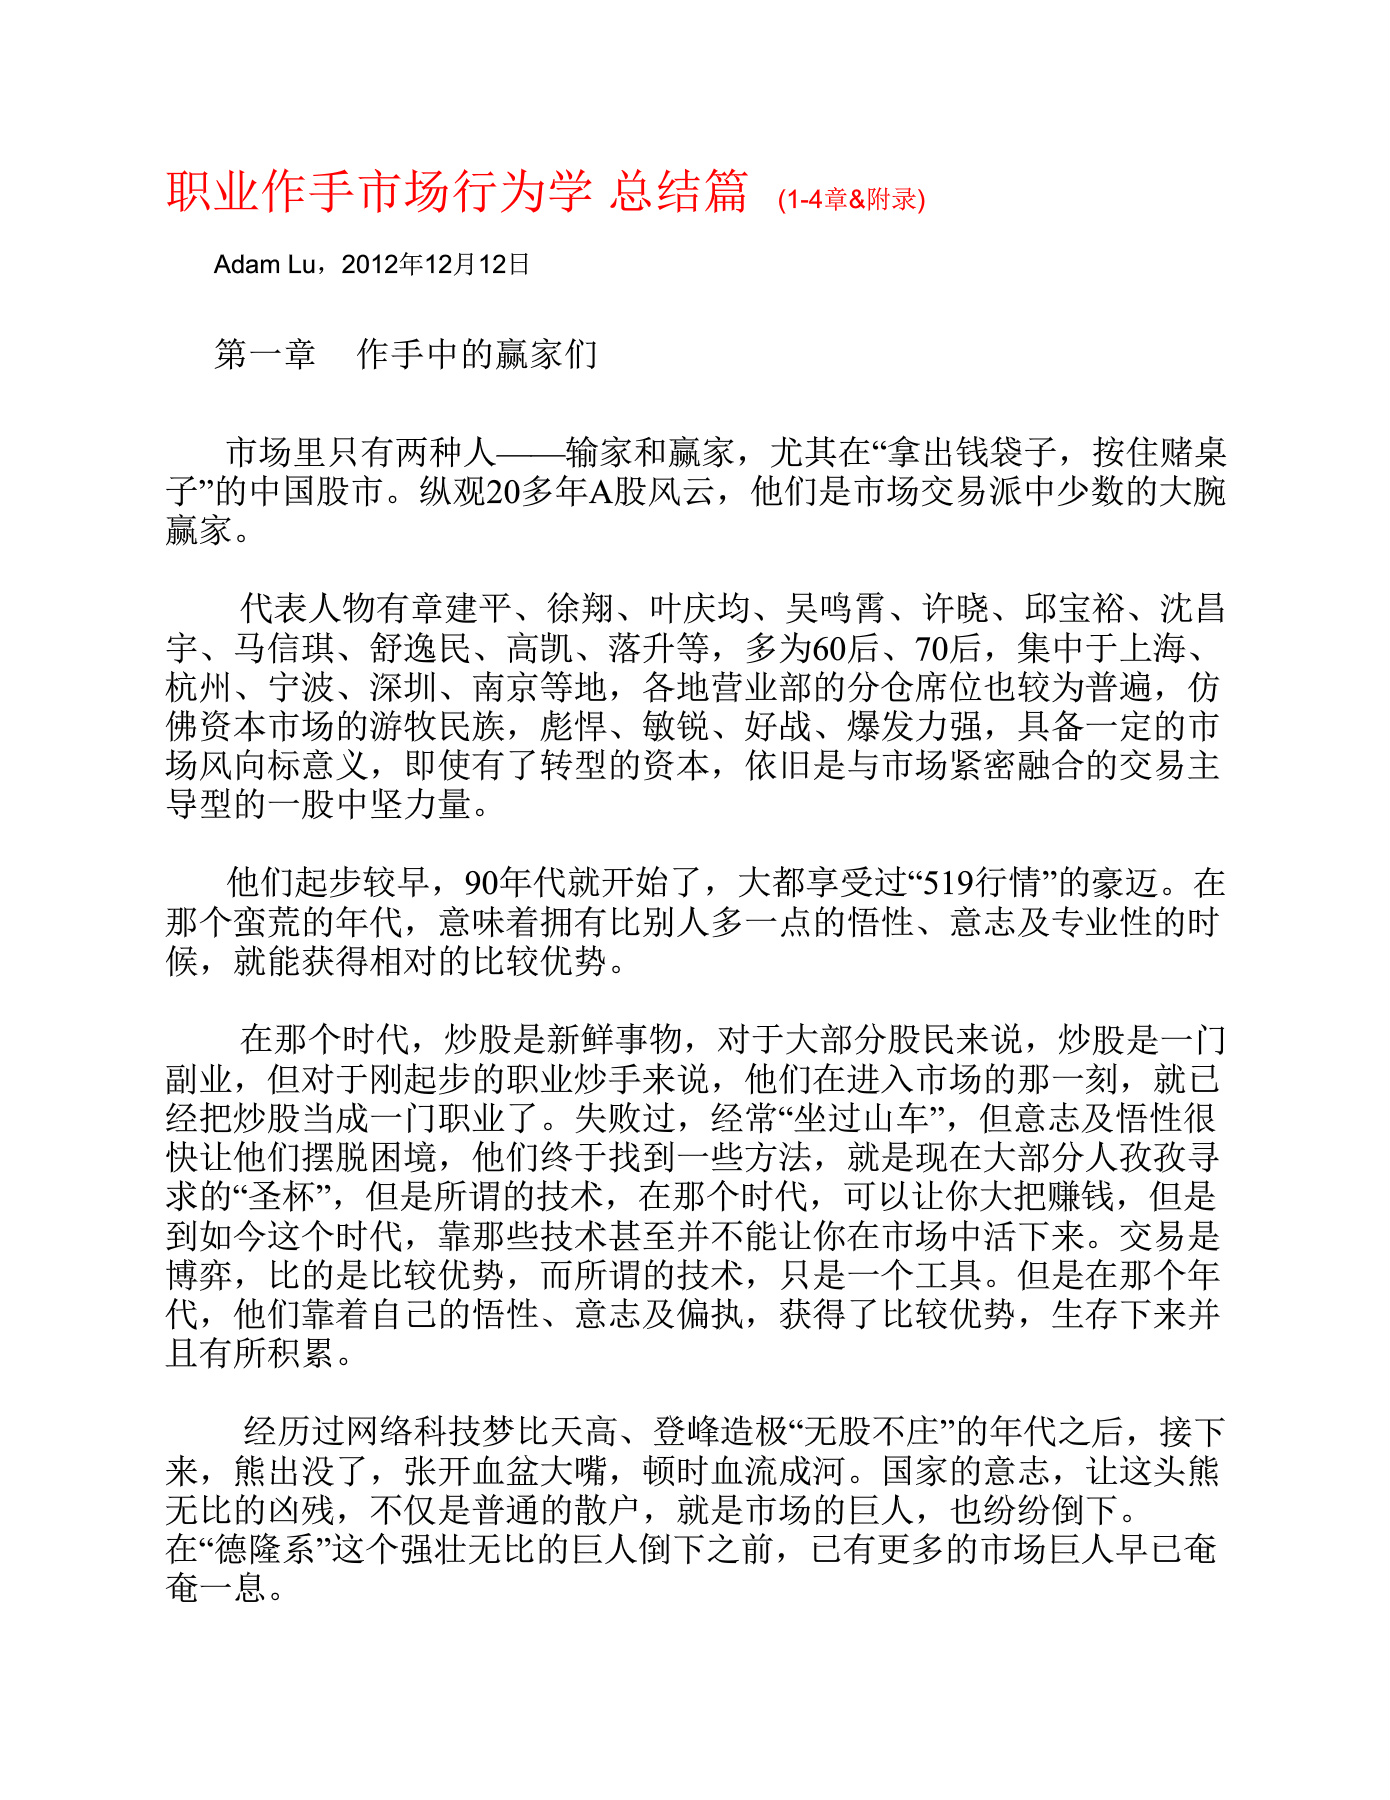 职业作手市场行为学 总结篇 (1-4章&附录)
Adam Lu，2012年12月12日
第一章 作手中的赢家们
市场里只有两种人——输家和赢家，尤其在“拿出钱袋子，按住赌桌
子”的中国股市。纵观20多年A股风云，他们是市场交易派中少数的大腕
赢家。
代表人物有章建平、徐翔、叶庆均、吴鸣霄、许晓、邱宝裕、沈昌
宇、马信琪、舒逸民、高凯、落升等，多为60后、70后，集中于上海、
杭州、宁波、深圳、南京等地，各地营业部的分仓席位也较为普遍，仿
佛资本市场的游牧民族，彪悍、敏锐、好战、爆发力强，具备一定的市
场风向标意义，即使有了转型的资本，依旧是与市场紧密融合的交易主
导型的一股中坚力量。
他们起步较早，90年代就开始了，大都享受过“519行情”的豪迈。在
那个蛮荒的年代，意味着拥有比别人多一点的悟性、意志及专业性的时
候，就能获得相对的比较优势。
在那个时代，炒股是新鲜事物，对于大部分股民来说，炒股是一门
副业，但对于刚起步的职业炒手来说，他们在进入市场的那一刻，就已
经把炒股当成一门职业了。失败过，经常“坐过山车”，但意志及悟性很
快让他们摆脱困境，他们终于找到一些方法，就是现在大部分人孜孜寻
求的“圣杯”，但是所谓的技术，在那个时代，可以让你大把赚钱，但是
到如今这个时代，靠那些技术甚至并不能让你在市场中活下来。交易是
博弈，比的是比较优势，而所谓的技术，只是一个工具。但是在那个年
代，他们靠着自己的悟性、意志及偏执，获得了比较优势，生存下来并
且有所积累。
经历过网络科技梦比天高、登峰造极“无股不庄”的年代之后，接下
来，熊出没了，张开血盆大嘴，顿时血流成河。国家的意志，让这头熊
无比的凶残，不仅是普通的散户，就是市场的巨人，也纷纷倒下。
在“德隆系”这个强壮无比的巨人倒下之前，已有更多的市场巨人早已奄
奄一息。